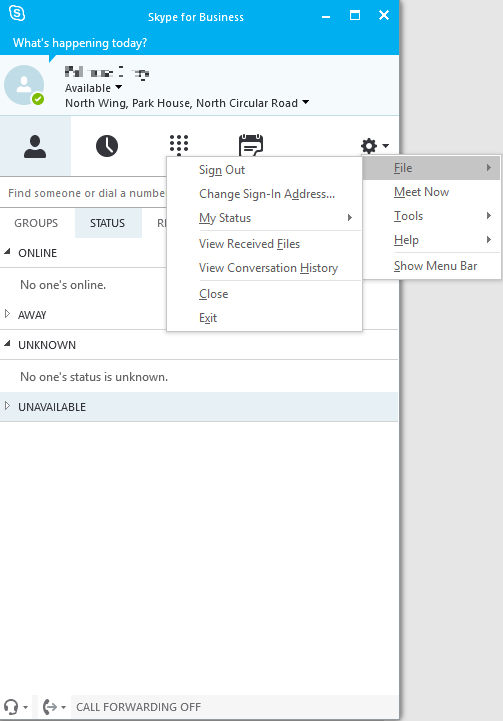 Skype for Business
What's happening today?
Available
North Wing, Park House, North Circular Road
Find someone or dial a numbe
GROUPS
STATUS
RE
ONLINE
No one's online.
AWAY
UNKNOWN
No one's status is unknown.
UNAVAILABLE
File
Meet Now
Tools
Help
Show Menu Bar
Sign Out
Change Sign-In Address...
My Status
View Received Files
View Conversation History
Close
Exit
CALL FORWARDING OFF